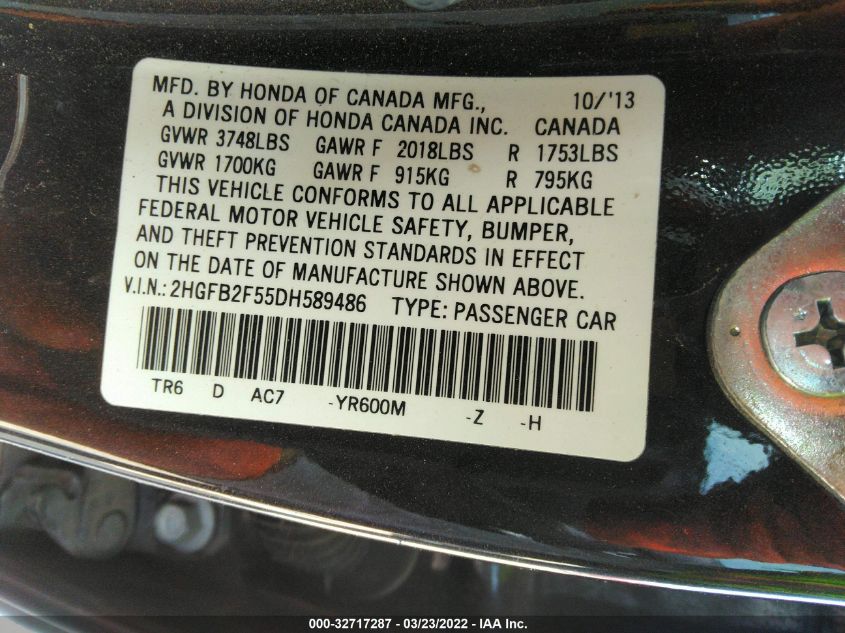 MFD. BY HONDA OF CANADA MFG., 10/'13
A DIVISION OF HONDA CANADA INC. CANADA
GVWR 3748LBS GAWR F 2018LBS R 1753LBS
GVWR 1700KG GAWR F 915KG R 795KG
THIS VEHICLE CONFORMS TO ALL APPLICABLE
FEDERAL MOTOR VEHICLE SAFETY, BUMPER,
AND THEFT PREVENTION STANDARDS IN EFFECT
ON THE DATE OF MANUFACTURE SHOWN ABOVE.
V.I.N.: 2HGFB2F55DH589486 TYPE: PASSENGER CAR
TR6 D AC7 -YR600M -Z -H
000-32717287 - 03/23/2022 - IAA Inc.